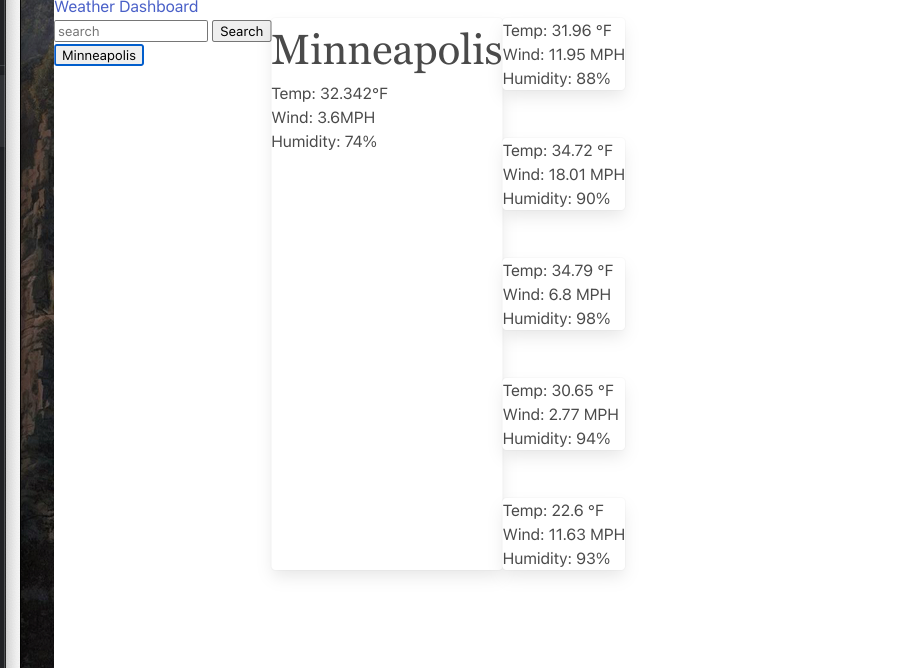 Weather Dashboard
search
Search
Minneapolis
Minneapolis
Temp: 32.342°F
Wind: 3.6MPH
Humidity: 74%
Temp: 31.96 °F
Wind: 11.95 MPH
Humidity: 88%
Temp: 34.72 °F
Wind: 18.01 MPH
Humidity: 90%
Temp: 34.79 °F
Wind: 6.8 MPH
Humidity: 98%
Temp: 30.65 °F
Wind: 2.77 MPH
Humidity: 94%
Temp: 22.6 °F
Wind: 11.63 MPH
Humidity: 93%